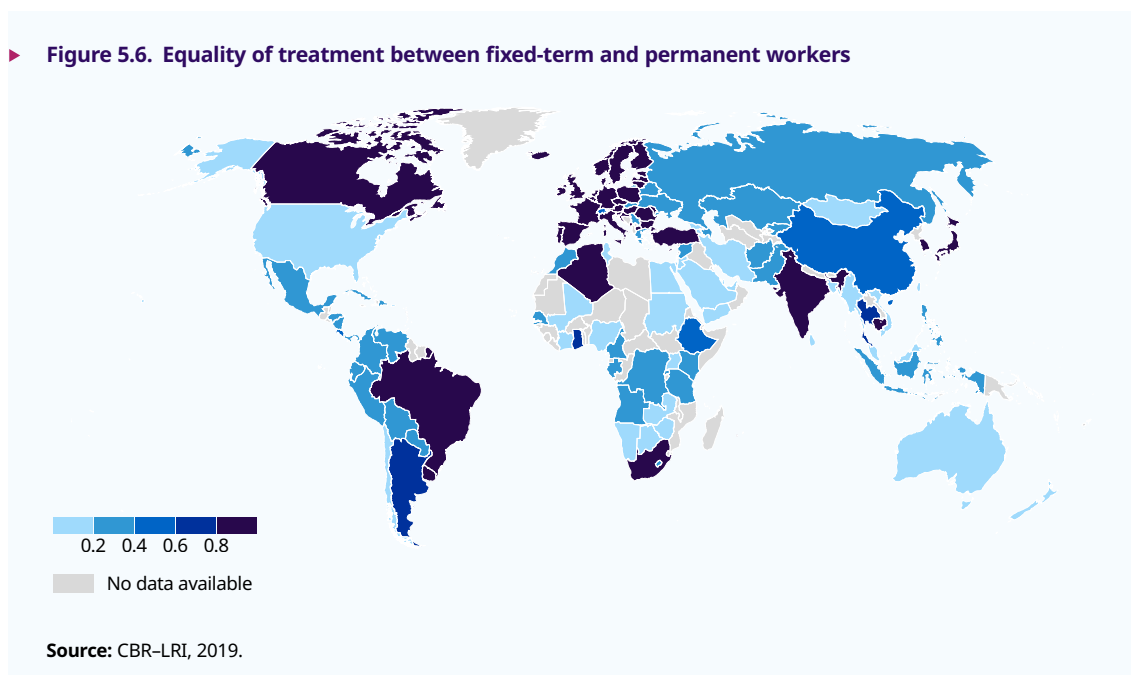 Figure 5.6. Equality of treatment between fixed-term and permanent workers
0.2 0.4 0.6 0.8
No data available
Source: CBR–LRI, 2019.